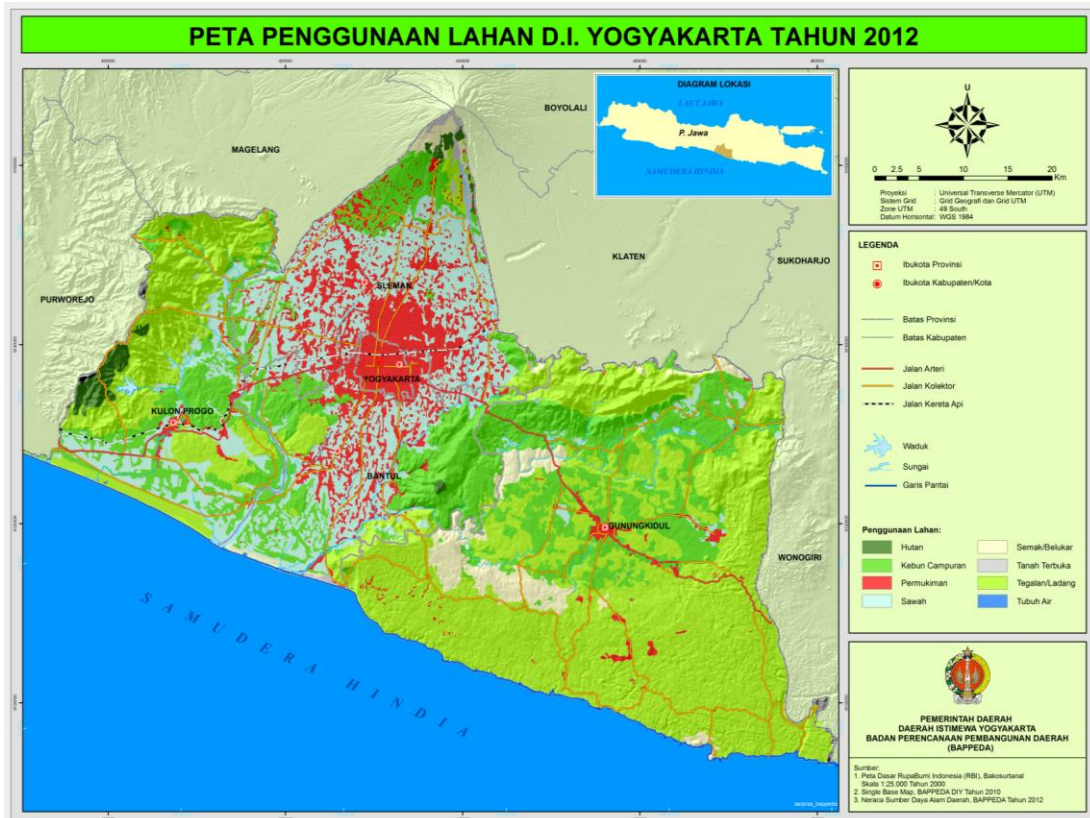 PETA PENGGUNAAN LAHAN D.I. YOGYAKARTA TAHUN 2012
DIAGRAM LOKASI
LAUT JAWA
P. Jawa
SAMUDERA HINDIA
BOYOLALI
MAGELANG
KLATEN
SUKOHARJO
SLEMAN
PURWOREJO
YOGYAKARTA
KULON PROGO
BANTUL
GUNUNGKIDUL
WONOGIRI
SAMUDERA HINDIA
sarpras_bappeda
U
0 2.5 5 10 15 20
Km
Proyeksi : Universal Transverse Mercator (UTM)
Sistem Grid : Grid Geografi dan Grid UTM
Zone UTM : 49 South
Datum Horisontal: WGS 1984
LEGENDA
Ibukota Provinsi
Ibukota Kabupaten/Kota
Batas Provinsi
Batas Kabupaten
Jalan Arteri
Jalan Kolektor
Jalan Kereta Api
Waduk
Sungai
Garis Pantai
Penggunaan Lahan:
Hutan
Kebun Campuran
Permukiman
Sawah
Semak/Belukar
Tanah Terbuka
Tegalan/Ladang
Tubuh Air
PEMERINTAH DAERAH
DAERAH ISTIMEWA YOGYAKARTA
BADAN PERENCANAAN PEMBANGUNAN DAERAH
(BAPPEDA)
Sumber:
1. Peta Dasar RupaBumi Indonesia (RBI), Bakosurtanal
Skala 1:25.000 Tahun 2000
2. Single Base Map, BAPPEDA DIY Tahun 2010
3. Neraca Sumber Daya Alam Daerah, BAPPEDA Tahun 2012